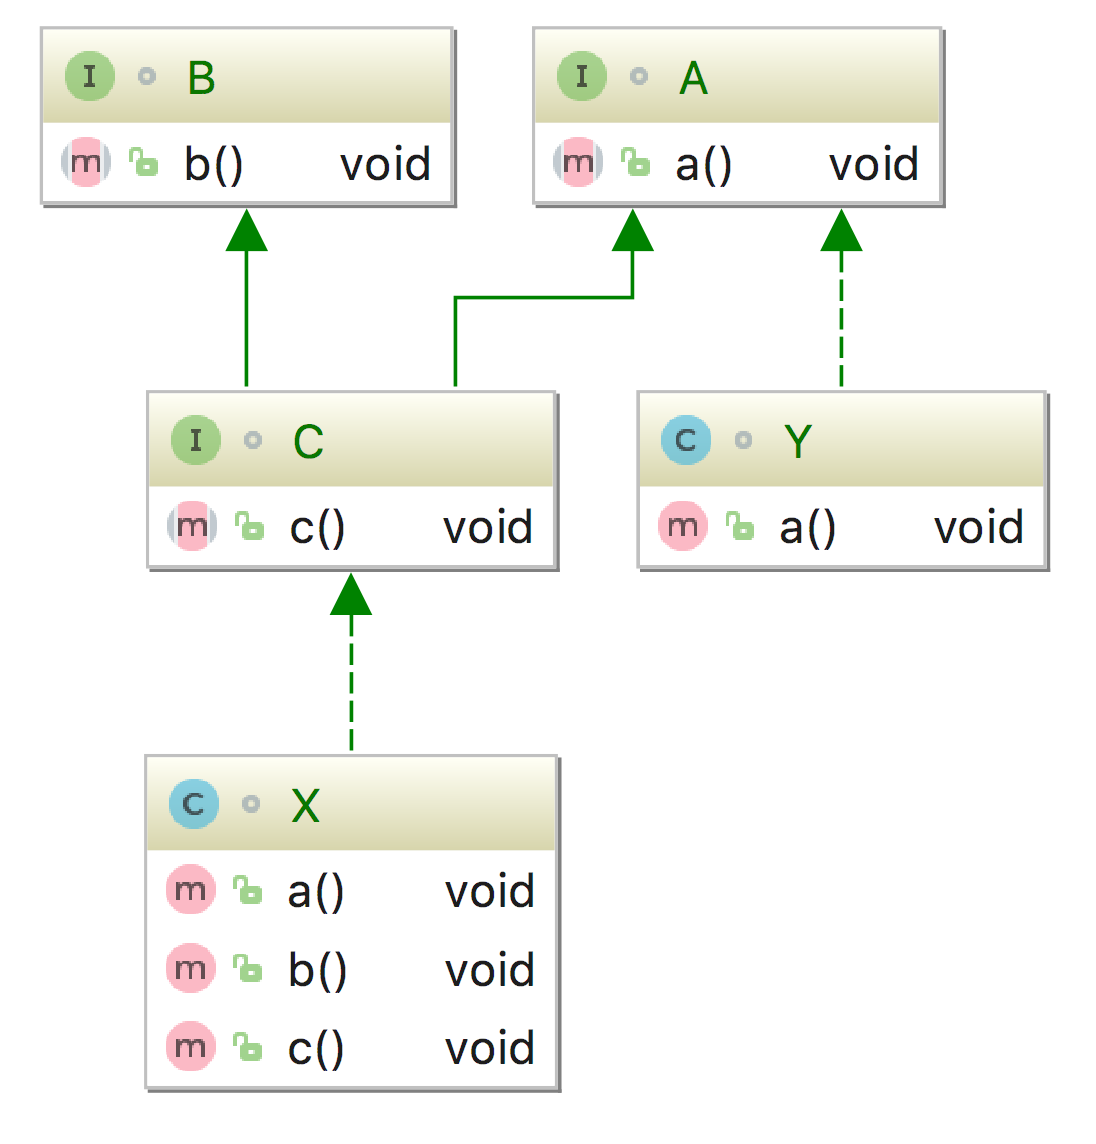 I B
m b() void
I A
m a() void
I C
m c() void
C Y
m a() void
C X
m a() void
m b() void
m c() void